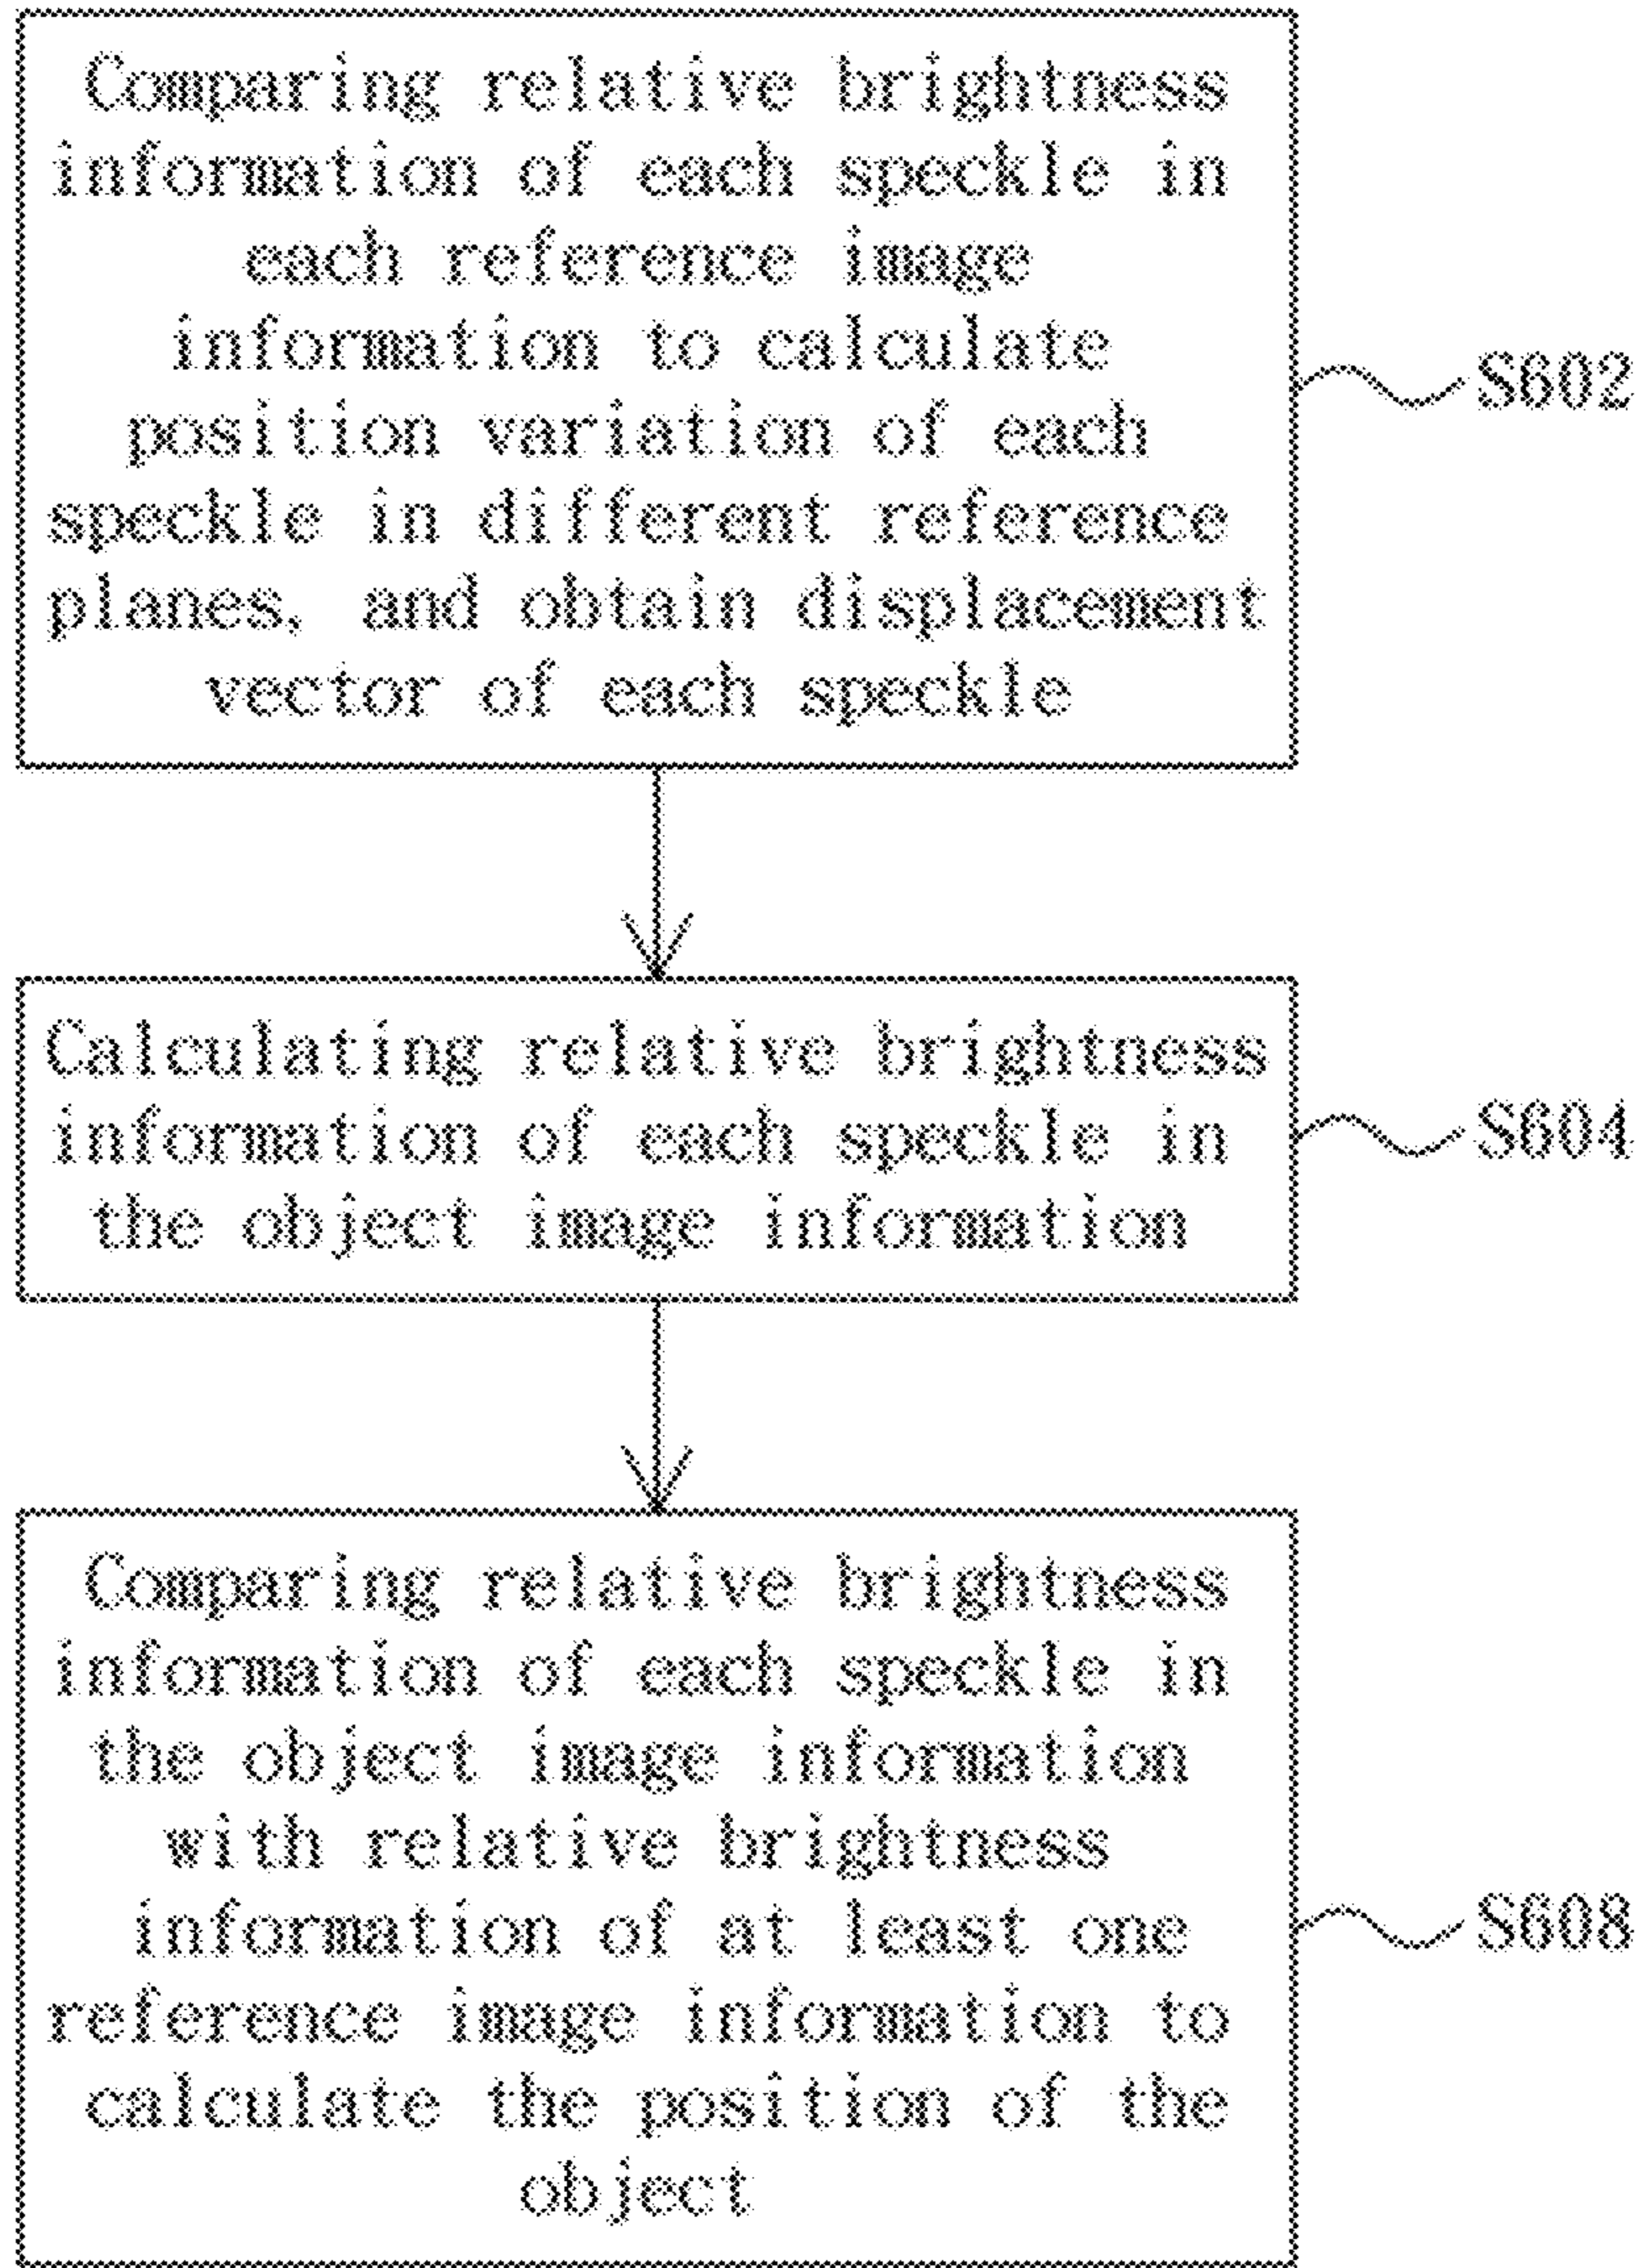 Comparing relative brightness
information of each speckle in
each reference image
information to calculate
position variation of each
speckle in different reference
planes, and obtain displacement
vector of each speckle
S602
Calculating relative brightness
information of each speckle in
the object image information
S604
Comparing relative brightness
information of each speckle in
the object image information
with relative brightness
information of at least one
reference image information to
calculate the position of the
object
S608